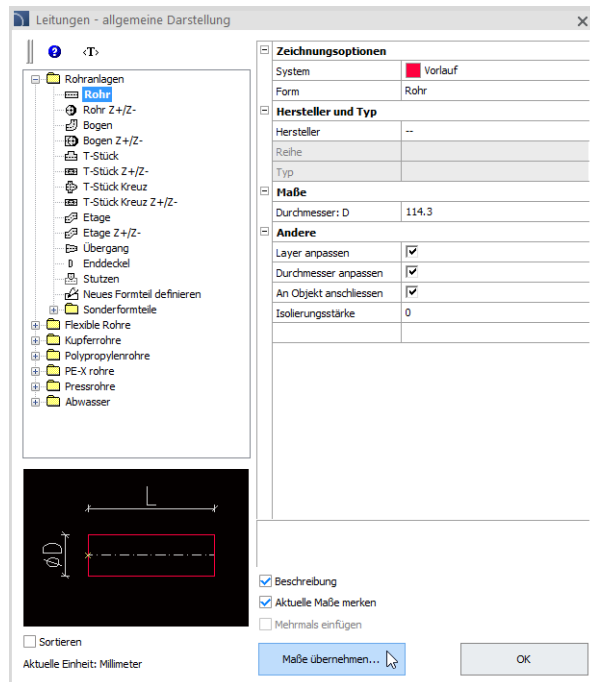 Leitungen - allgemeine Darstellung
<T>
Rohranlagen
Rohr
Rohr Z+/Z-
Bogen
Bogen Z+/Z-
T-Stück
T-Stück Z+/Z-
T-Stück Kreuz
T-Stück Kreuz Z+/Z-
Etage
Etage Z+/Z-
Übergang
Enddeckel
Stutzen
Neues Formteil definieren
Sonderformteile
Flexible Rohre
Kupferrohre
Polypropylenrohre
PE-X rohre
Pressrohre
Abwasser
Zeichnungsoptionen
System Vorlauf
Form Rohr
Hersteller und Typ
Hersteller --
Reihe
Typ
Maße
Durchmesser: D 114.3
Andere
Layer anpassen
Durchmesser anpassen
An Objekt anschliessen
Isolierungsstärke 0
L
øD
Beschreibung
Aktuelle Maße merken
Mehrmals einfügen
Sortieren
Aktuelle Einheit: Millimeter
Maße übernehmen... OK